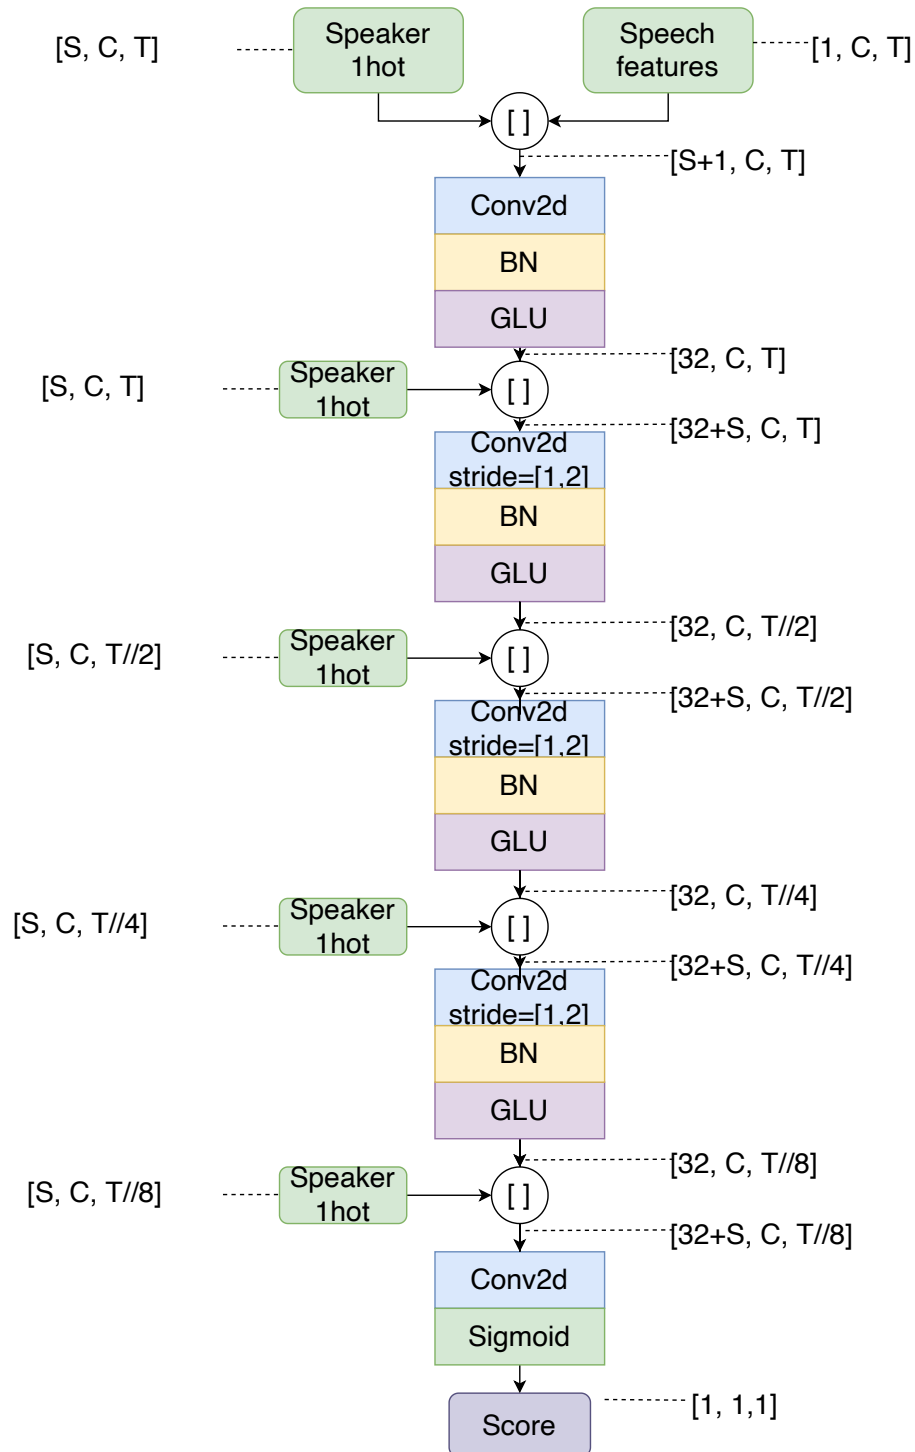 [S, C, T]
Speaker
1hot
Speech
features
[1, C, T]
[ ]
[S+1, C, T]
Conv2d
BN
GLU
[32, C, T]
[S, C, T]
Speaker
1hot
[ ]
[32+S, C, T]
Conv2d
stride=[1,2]
BN
GLU
[32, C, T//2]
[S, C, T//2]
Speaker
1hot
[ ]
[32+S, C, T//2]
Conv2d
stride=[1,2]
BN
GLU
[32, C, T//4]
[S, C, T//4]
Speaker
1hot
[ ]
[32+S, C, T//4]
Conv2d
stride=[1,2]
BN
GLU
[32, C, T//8]
[S, C, T//8]
Speaker
1hot
[ ]
[32+S, C, T//8]
Conv2d
Sigmoid
Score
[1, 1,1]